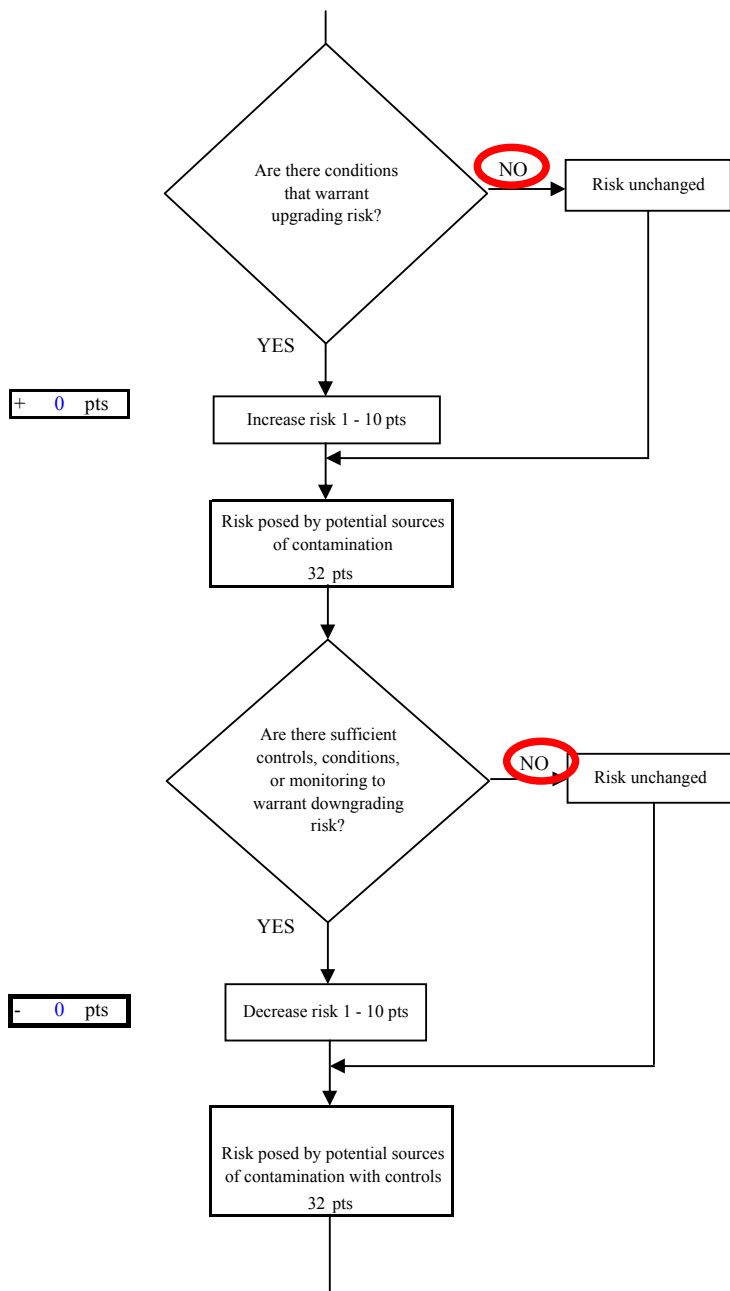 Are there conditions
that warrant
upgrading risk?
NO
Risk unchanged
YES
+ 0 pts
Increase risk 1 - 10 pts
Risk posed by potential sources
of contamination
32 pts
Are there sufficient
controls, conditions,
or monitoring to
warrant downgrading
risk?
NO
Risk unchanged
YES
- 0 pts
Decrease risk 1 - 10 pts
Risk posed by potential sources
of contamination with controls
32 pts